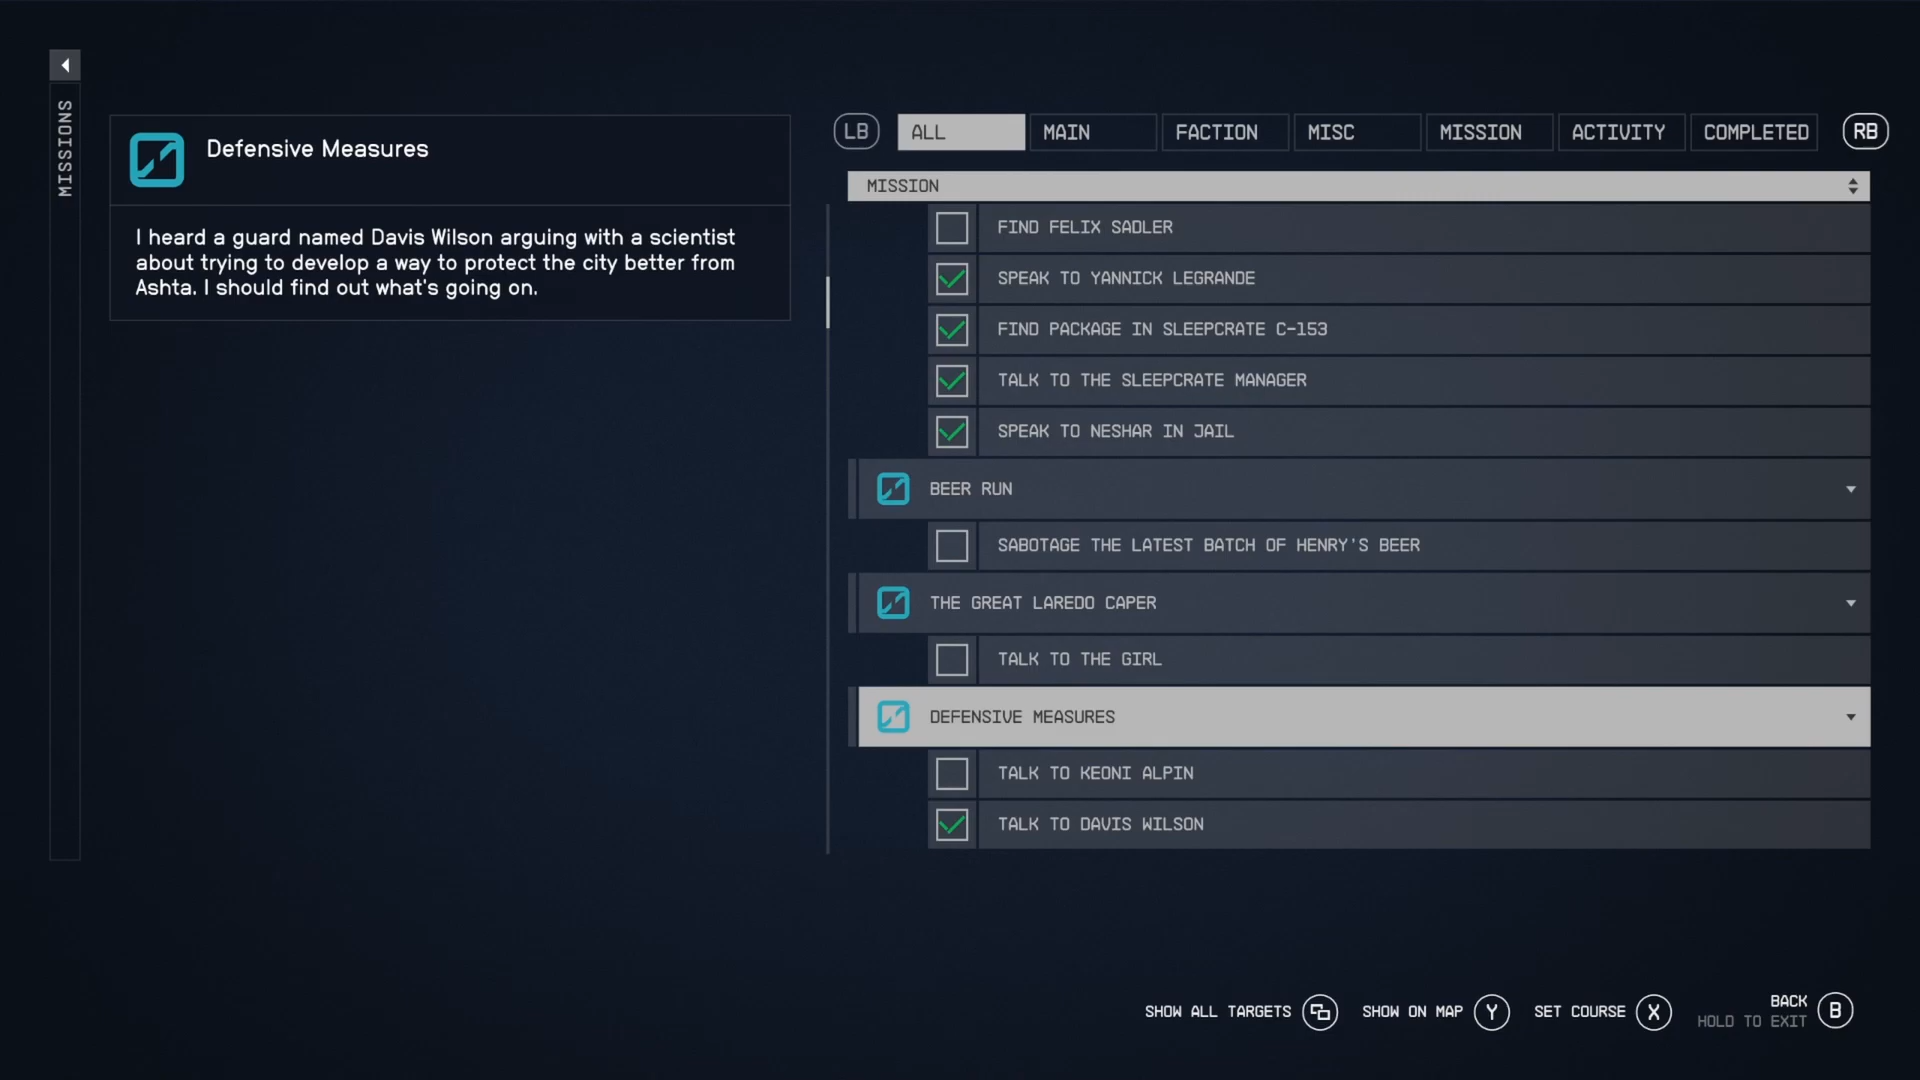 MISSIONS
Defensive Measures
I heard a guard named Davis Wilson arguing with a scientist
about trying to develop a way to protect the city better from
Ashta. I should find out what's going on.
LB ALL MAIN FACTION MISC MISSION ACTIVITY COMPLETED RB
MISSION
FIND FELIX SADLER
SPEAK TO YANNICK LEGRANDE
FIND PACKAGE IN SLEEPCRATE C-153
TALK TO THE SLEEPCRATE MANAGER
SPEAK TO NESHAR IN JAIL
BEER RUN
SABOTAGE THE LATEST BATCH OF HENRY'S BEER
THE GREAT LAREDO CAPER
TALK TO THE GIRL
DEFENSIVE MEASURES
TALK TO KEONI ALPIN
TALK TO DAVIS WILSON
SHOW ALL TARGETS SHOW ON MAP Y SET COURSE X BACK B
HOLD TO EXIT